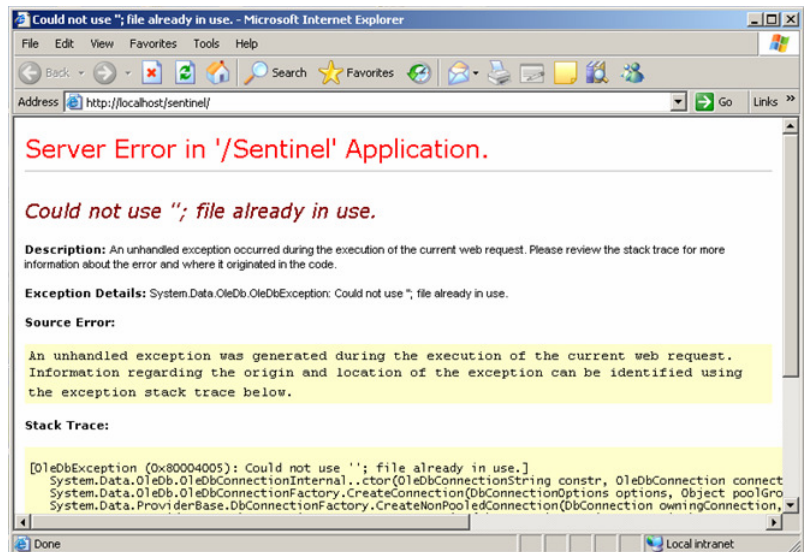 Could not use ''; file already in use. - Microsoft Internet Explorer
File Edit View Favorites Tools Help
Back Search Favorites
Address http://localhost/sentinel/ Go Links »
Server Error in '/Sentinel' Application.
Could not use ''; file already in use.
Description: An unhandled exception occurred during the execution of the current web request. Please review the stack trace for more
information about the error and where it originated in the code.
Exception Details: System.Data.OleDb.OleDbException: Could not use ''; file already in use.
Source Error:
An unhandled exception was generated during the execution of the current web request.
Information regarding the origin and location of the exception can be identified using
the exception stack trace below.
Stack Trace:
[OleDbException (0x80004005): Could not use ''; file already in use.]
System.Data.OleDb.OleDbConnectionInternal..ctor(OleDbConnectionString constr, OleDbConnection connect
System.Data.OleDb.OleDbConnectionFactory.CreateConnection(DbConnectionOptions options, Object poolGro
System.Data.ProviderBase.DbConnectionFactory.CreateNonPooledConnection(DbConnection owningConnection,
Done Local intranet